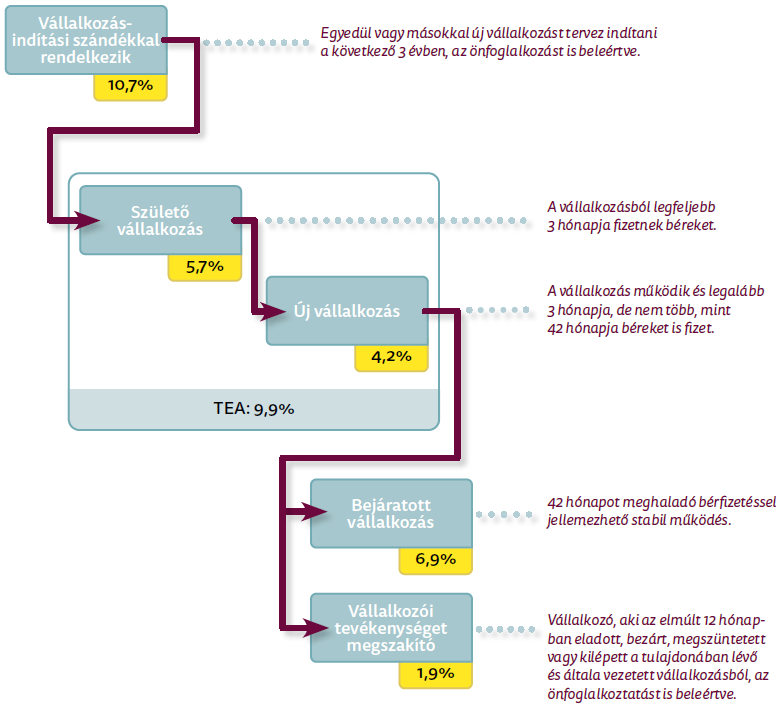 Vállalkozás-
indítási szándékkal
rendelkezik
10,7%
Egyedül vagy másokkal új vállalkozást tervez indítani
a következő 3 évben, az önfoglalkozást is beleértve.
Születő
vállalkozás
5,7%
A vállalkozásból legfeljebb
3 hónapja fizetnek béreket.
Új vállalkozás
4,2%
A vállalkozás működik és legalább
3 hónapja, de nem több, mint
42 hónapja béreket is fizet.
TEA: 9,9%
Bejáratott
vállalkozás
6,9%
42 hónapot meghaladó bérfizetéssel
jellemezhető stabil működés.
Vállalkozói
tevékenységet
megszakító
1,9%
Vállalkozó, aki az elmúlt 12 hónap-
ban eladott, bezárt, megszüntetett
vagy kilépett a tulajdonában lévő
és általa vezetett vállalkozásból, az
önfoglalkoztatást is beleértve.